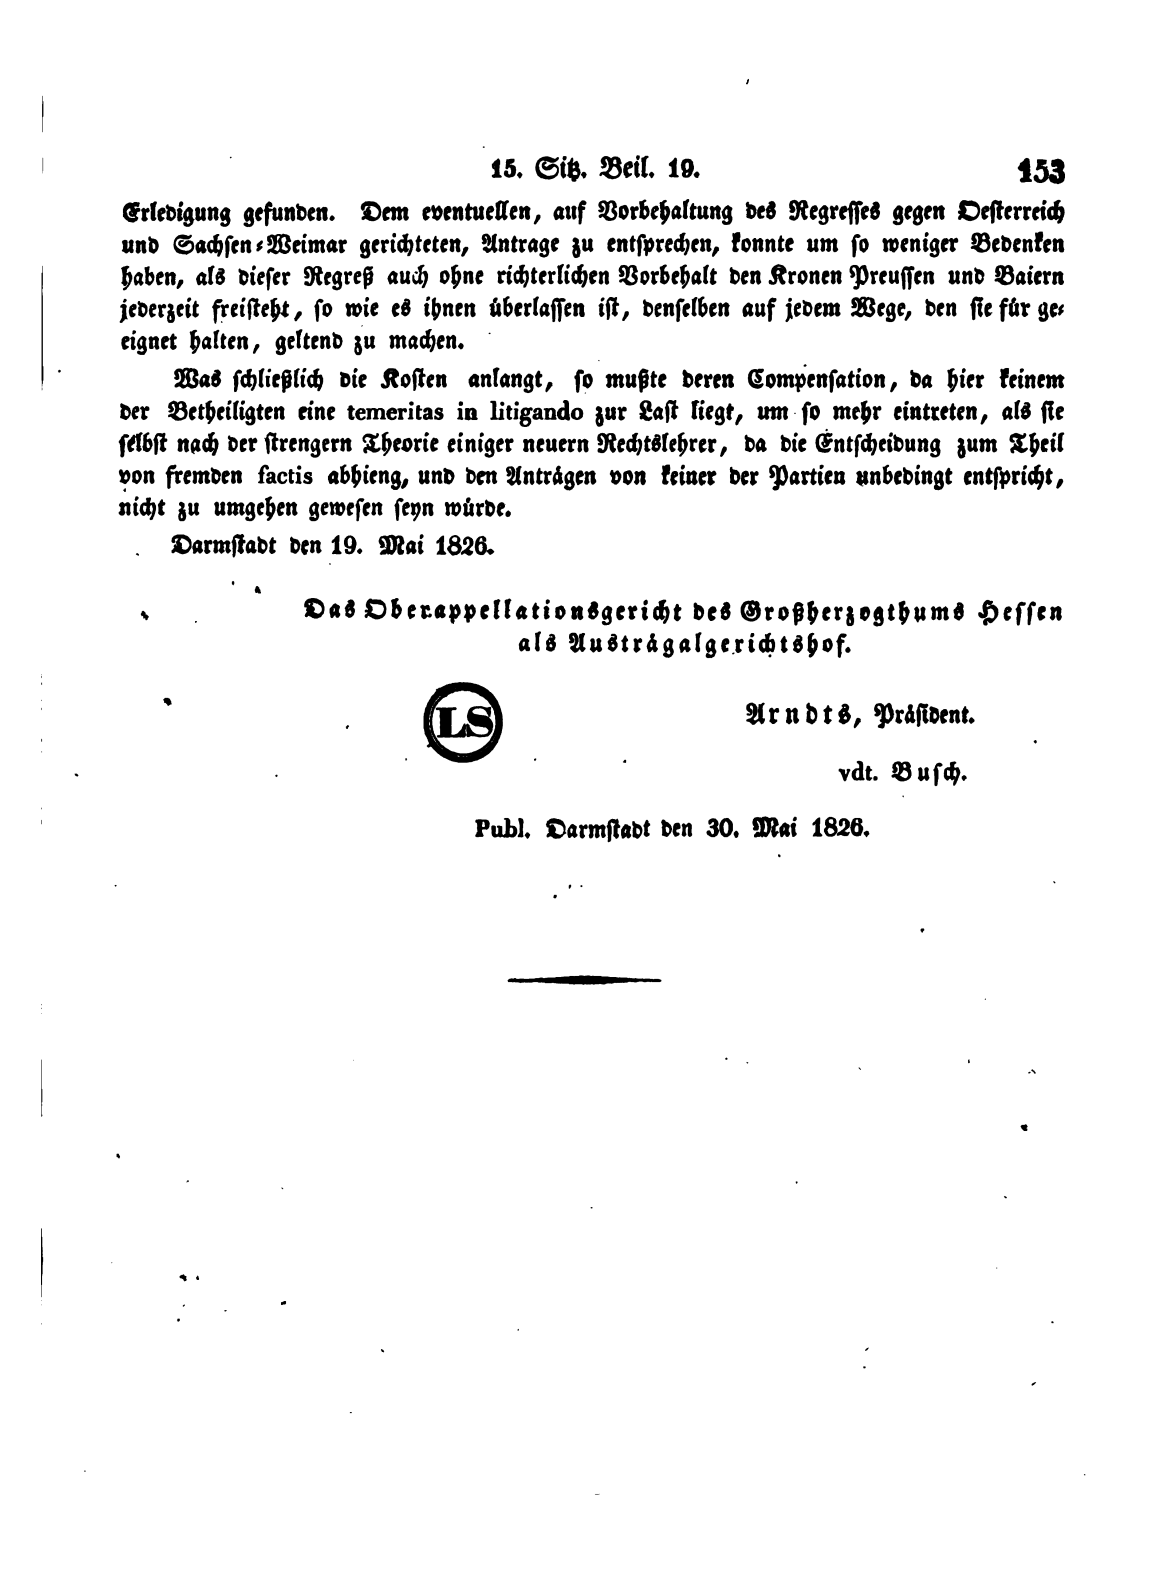 15. Sitz. Beil. 19. 153
Erledigung gefunden. Dem eventuellen, auf Vorbehaltung des Regresses gegen Oesterreich
und Sachsen-Weimar gerichteten, Antrage zu entsprechen, konnte um so weniger Bedenken
haben, als dieser Regreß auch ohne richterlichen Vorbehalt den Kronen Preussen und Baiern
jederzeit freisteht, so wie es ihnen überlassen ist, denselben auf jedem Wege, den sie für ge-
eignet halten, geltend zu machen.
Was schließlich die Kosten anlangt, so mußte deren Compensation, da hier keinem
der Betheiligten eine temeritas in litigando zur Last liegt, um so mehr eintreten, als sie
selbst nach der strengern Theorie einiger neuern Rechtslehrer, da die Entscheidung zum Theil
von fremden factis abhieng, und den Anträgen von keiner der Partien unbedingt entspricht,
nicht zu umgehen gewesen seyn würde.
Darmstadt den 19. Mai 1826.
Das Oberappellationsgericht des Großherzogthums Hessen
als Austrägalgerichtshof.
LS
Arndts, Präsident.
vdt. Busch.
Publ. Darmstadt den 30. Mai 1826.